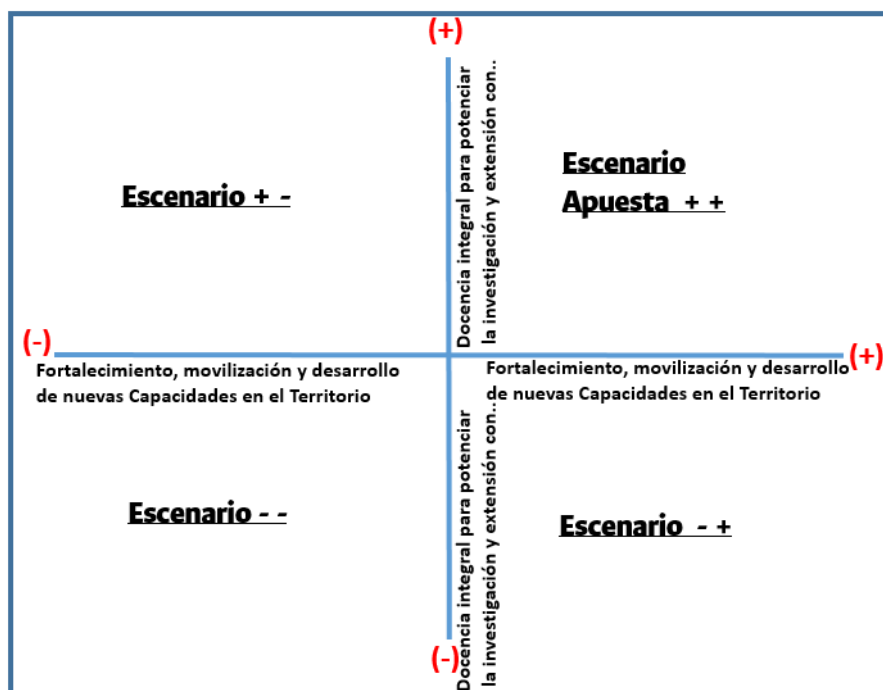 (+)
Docencia integral para potenciar
la investigación y extensión con..
Escenario + -
Escenario
Apuesta + +
(-)
(+)
Fortalecimiento, movilización y desarrollo
de nuevas Capacidades en el Territorio
Fortalecimiento, movilización y desarrollo
de nuevas Capacidades en el Territorio
Docencia integral para potenciar
la investigación y extensión con..
Escenario - -
Escenario - +
(-)